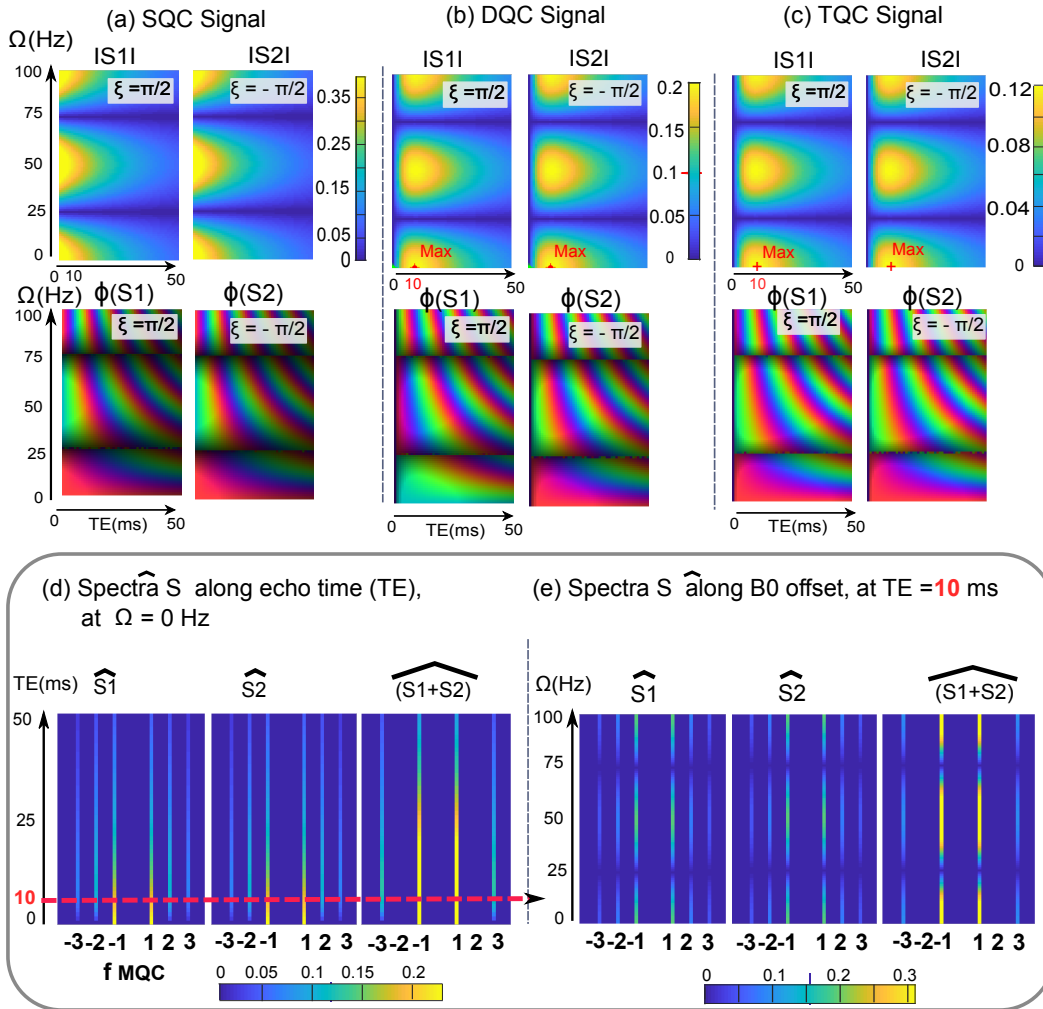 (a) SQC Signal
(b) DQC Signal
(c) TQC Signal
Ω(Hz)
IS1I
IS2I
IS1I
IS2I
IS1I
IS2I
100
75
50
25
0
ξ =π/2
ξ = - π/2
0.35
0.25
0.15
0.05
0
ξ =π/2
ξ = - π/2
0.2
0.15
0.1
0.05
0
ξ =π/2
ξ = - π/2
0.12
0.08
0.04
0
Max
Max
Max
Max
0 10 50
0 10 50
0 10 50
Ω(Hz)
ϕ(S1)
ϕ(S2)
ϕ(S1)
ϕ(S2)
ϕ(S1)
ϕ(S2)
100
75
50
25
0
ξ =π/2
ξ = - π/2
ξ =π/2
ξ = - π/2
ξ =π/2
ξ = - π/2
0 TE(ms) 50
0 TE(ms) 50
0 TE(ms) 50
(d) Spectra S along echo time (TE),
at Ω = 0 Hz
(e) Spectra S along B0 offset, at TE =10 ms
TE(ms)
S1
S2
(S1+S2)
Ω(Hz)
S1
S2
(S1+S2)
50
25
10
0
100
75
50
25
0
-3 -2 -1 1 2 3
-3 -2 -1 1 2 3
-3 -2 -1 1 2 3
-3 -2 -1 1 2 3
-3 -2 -1 1 2 3
-3 -2 -1 1 2 3
f MQC
0 0.05 0.1 0.2
0 0.1 0.2 0.3